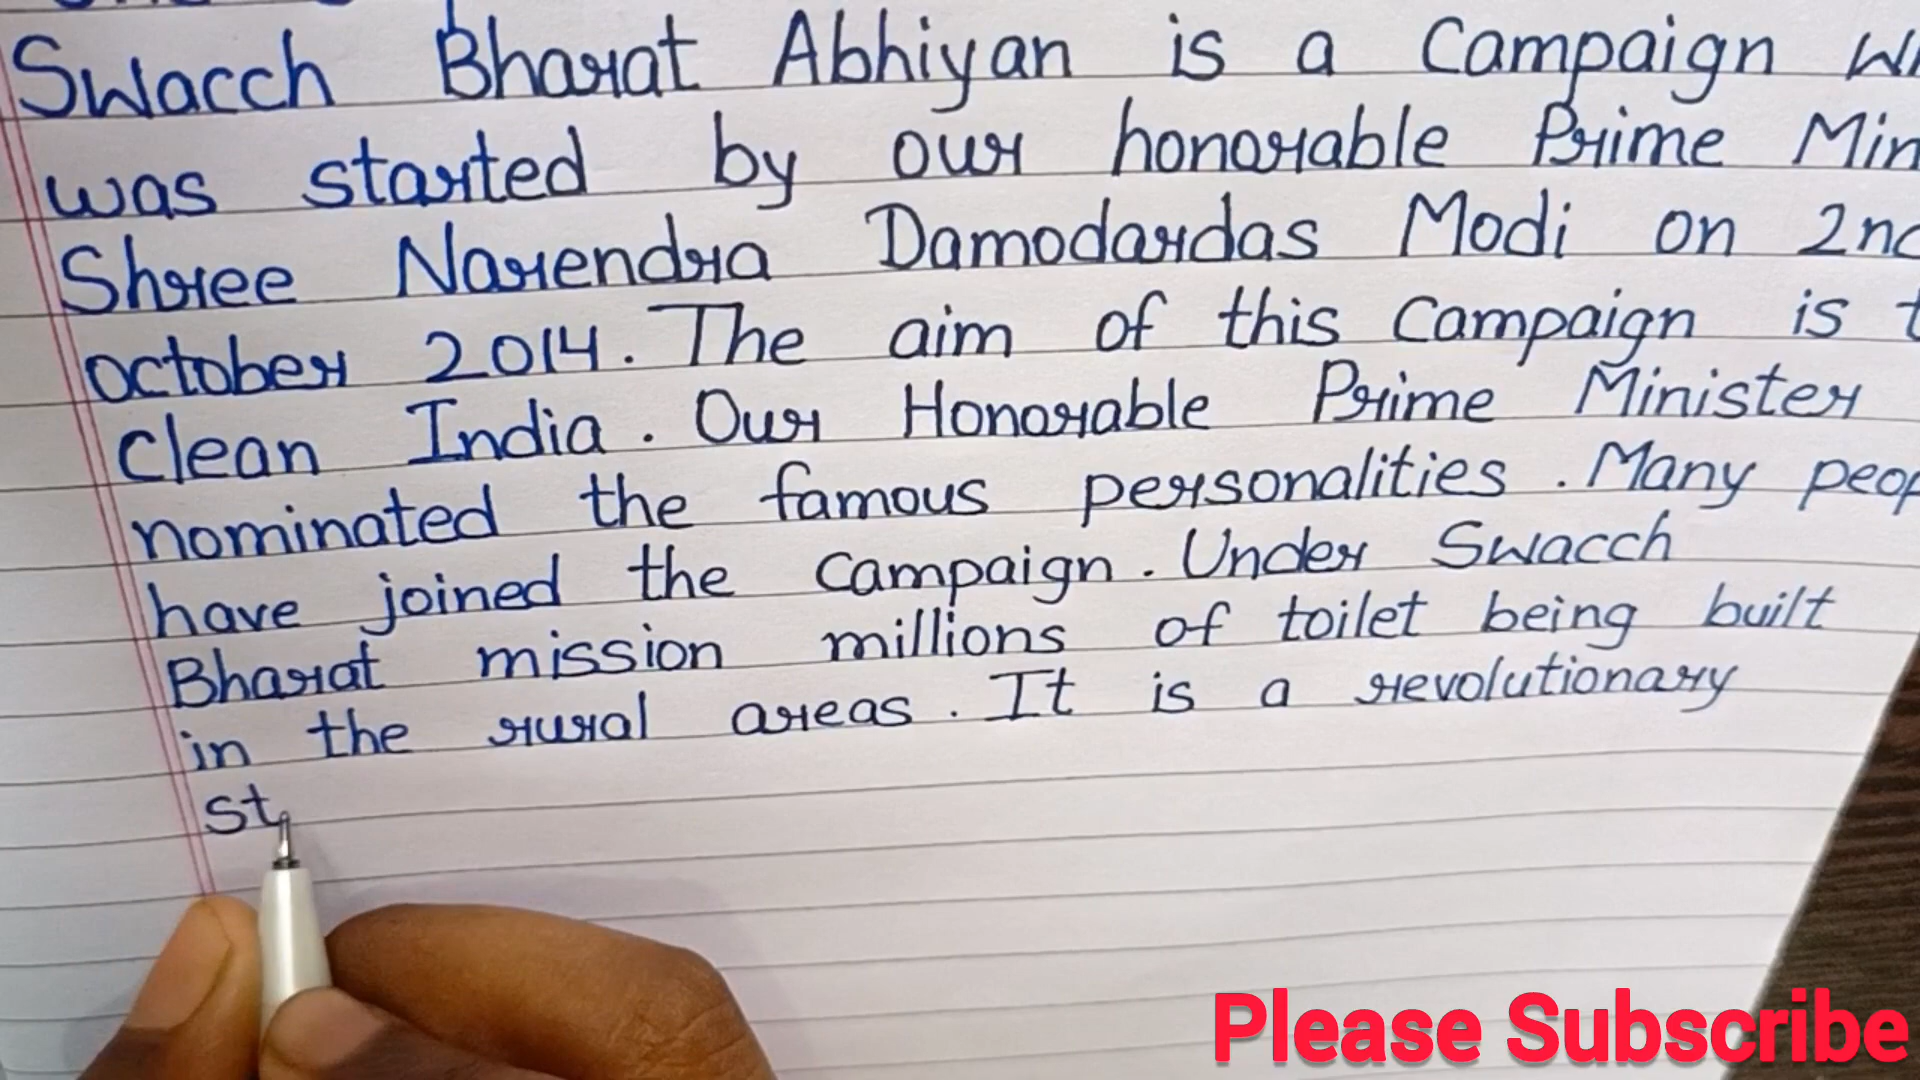 Swacch Bharat Abhiyan is a Campaign
was started by our honorable Prime
Shree Narendra Damodardas Modi on 2nd
october 2014. The aim of this Campaign is
clean India. Our Honorable Prime Minister
nominated the famous personalities. Many
have joined the Campaign. Under Swacch
Bharat mission millions of toilet being built
in the rural areas. It is a revolutionary
st
Please Subscribe